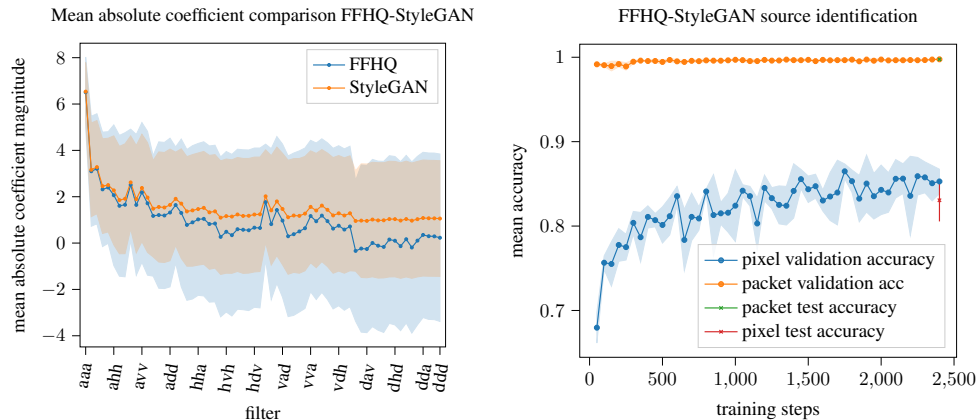 Mean absolute coefficient comparison FFHQ-StyleGAN
mean absolute coefficient magnitude
8
6
4
2
0
−2
−4
FFHQ
StyleGAN
aaa
ahh
avv
add
hha
hvh
hdv
vad
vva
vdh
dav
dhd
dda
ddd
filter
FFHQ-StyleGAN source identification
mean accuracy
1
0.9
0.8
0.7
pixel validation accuracy
packet validation acc
packet test accuracy
pixel test accuracy
0
500
1,000
1,500
2,000
2,500
training steps